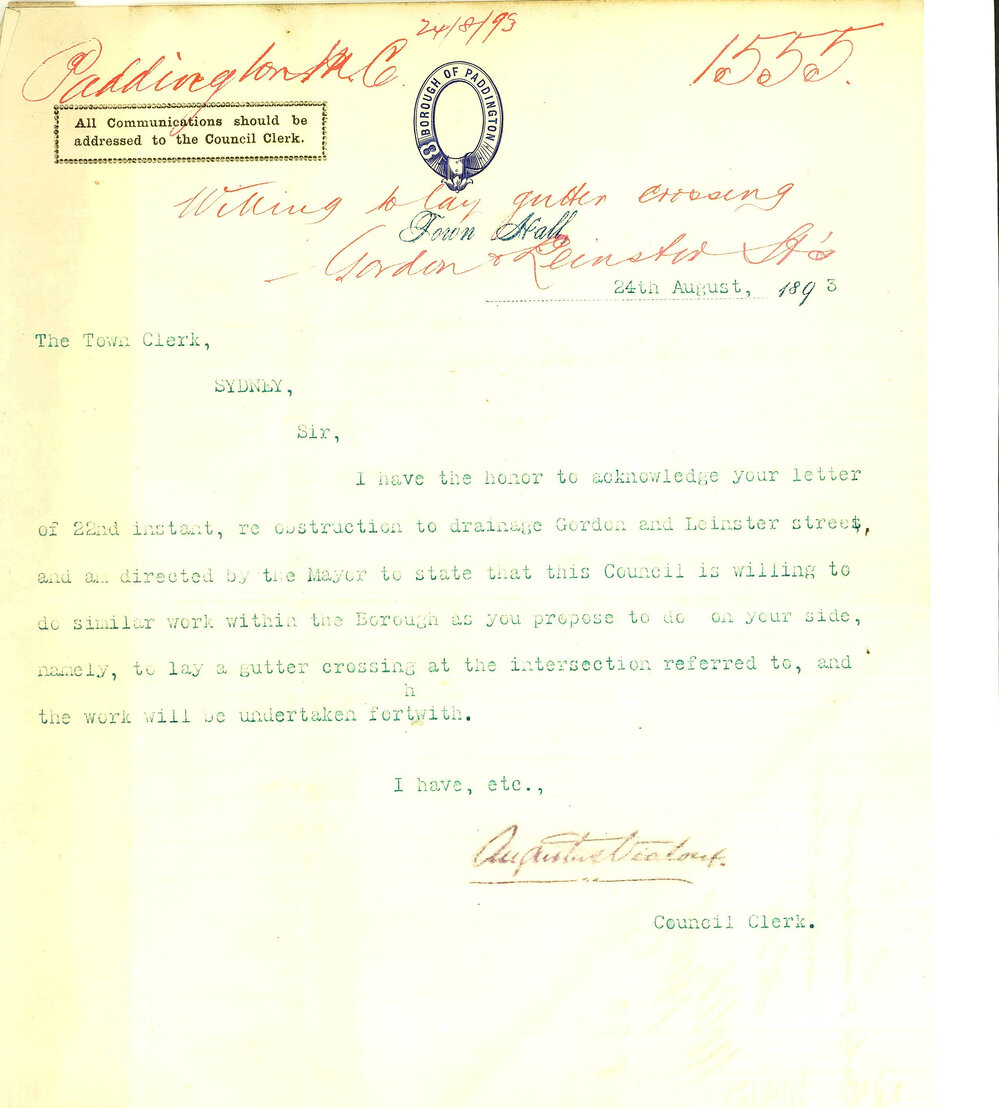 24/8/93
Paddington M. C.
1555.
All Communications should be
addressed to the Council Clerk.
BOROUGH OF PADDINGTON
Willing to lay gutter crossing
Town Hall
Gordon & Leinster St's
24th August, 1893
The Town Clerk,
SYDNEY,
Sir,
I have the honor to acknowledge your letter
of 22nd instant, re obstruction to drainage Gordon and Leinster street,
and am directed by the Mayor to state that this Council is willing to
do similar work within the Borough as you propose to do on your side,
namely, to lay a gutter crossing at the intersection referred to, and
h
the work will be undertaken fortwith.
I have, etc.,
Council Clerk.